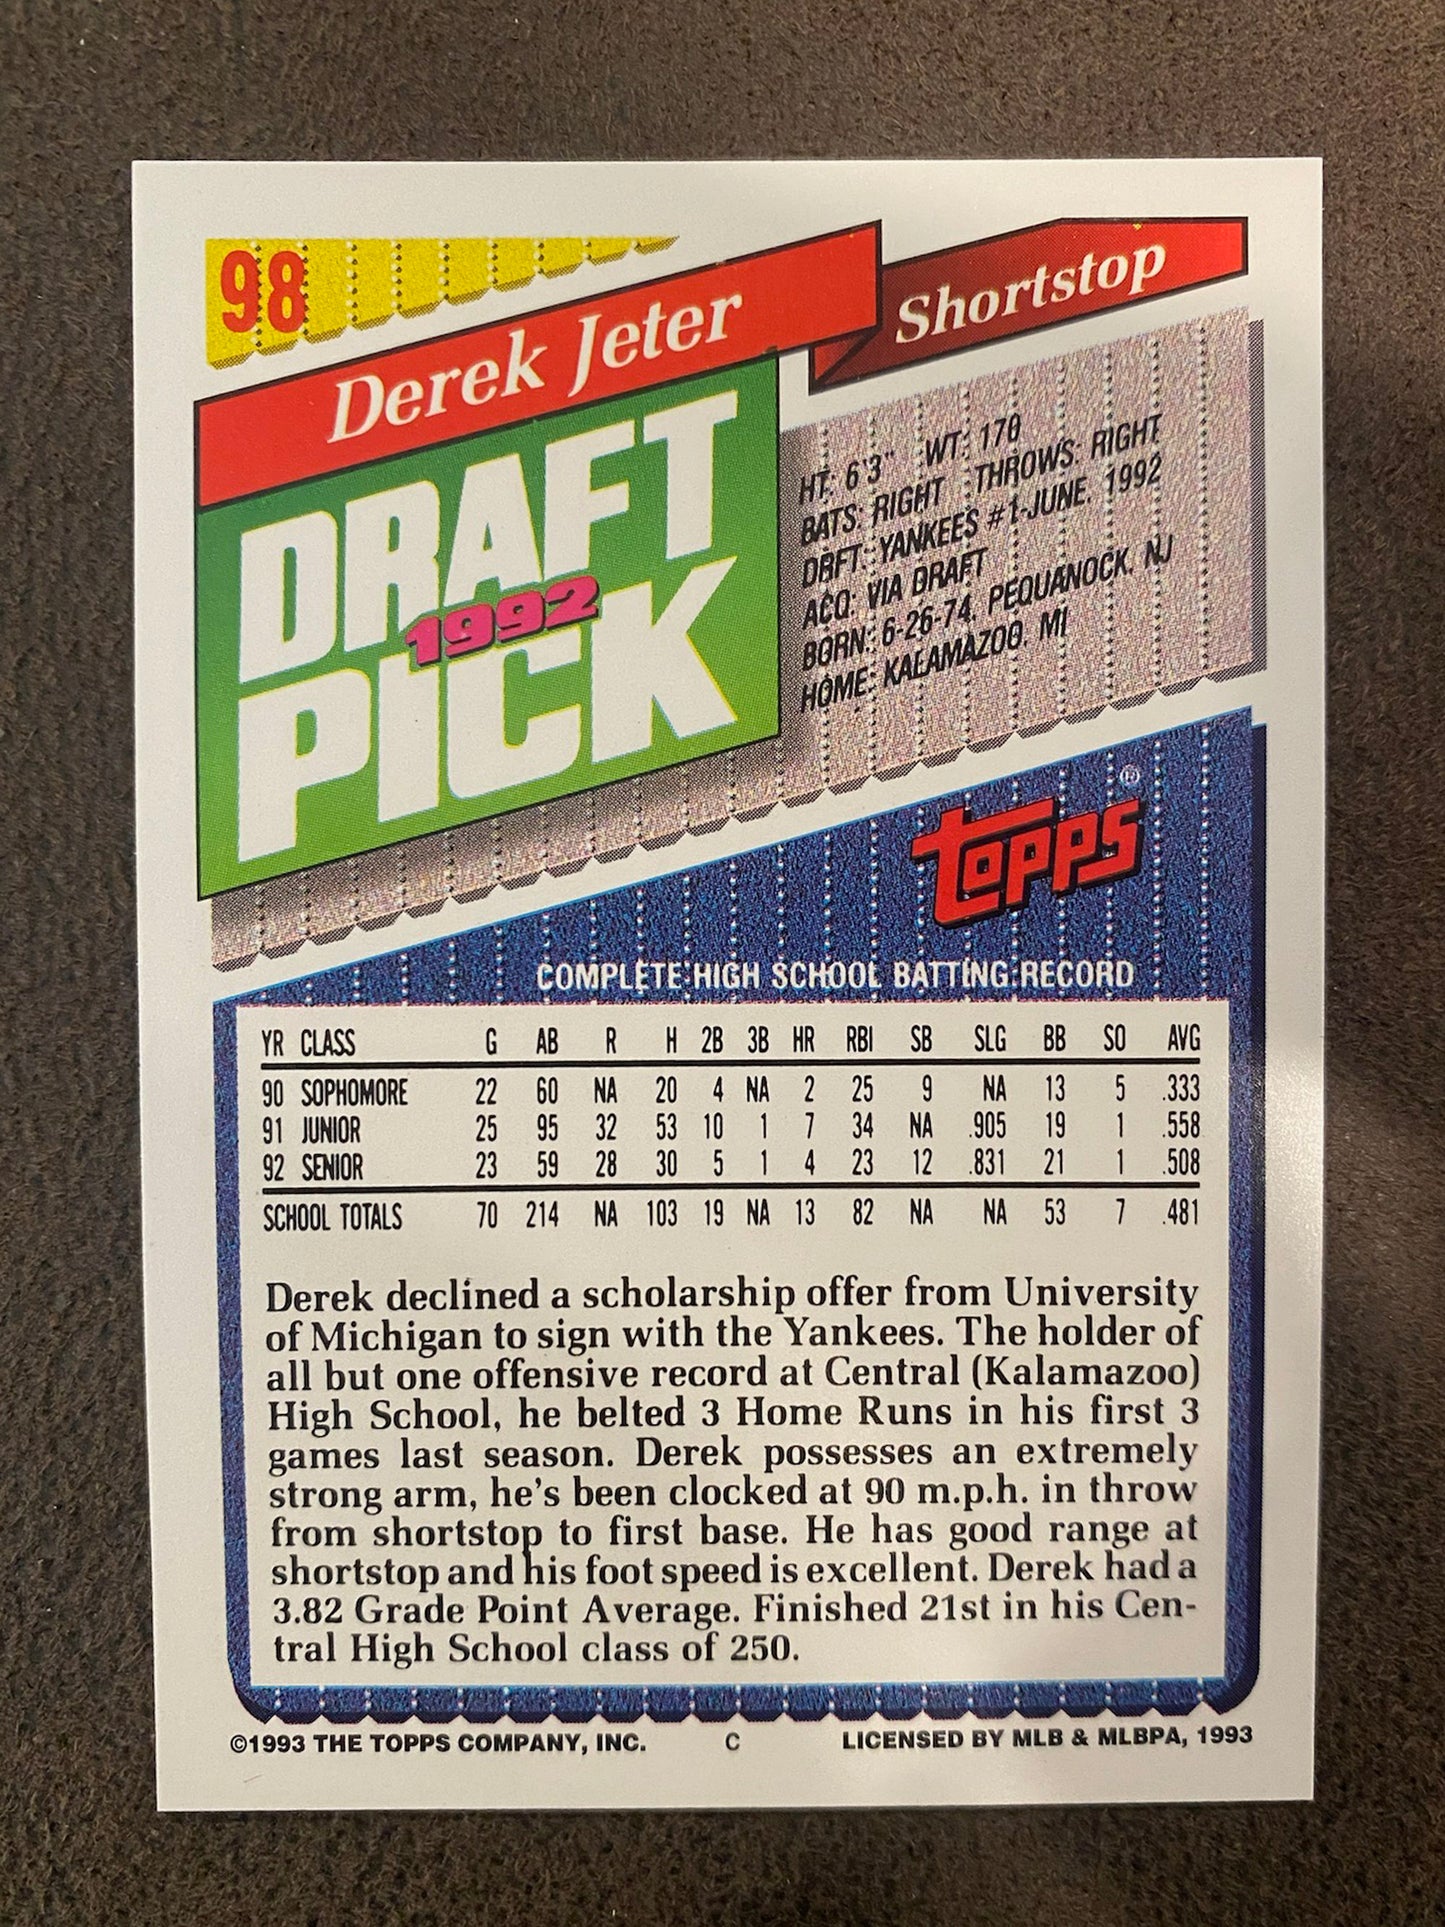 98
Derek Jeter
Shortstop
DRAFT
1992
PICK
HT: 6'3" WT: 170
BATS: RIGHT THROWS: RIGHT
DRFT: YANKEES #1-JUNE, 1992
ACQ: VIA DRAFT
BORN: 6-26-74, PEQUANOCK, NJ
HOME: KALAMAZOO, MI
®
Topps
COMPLETE HIGH SCHOOL BATTING RECORD
YR CLASS G AB R H 2B 3B HR RBI SB SLG BB SO AVG
90 SOPHOMORE 22 60 NA 20 4 NA 2 25 9 NA 13 5 .333
91 JUNIOR 25 95 32 53 10 1 7 34 NA .905 19 1 .558
92 SENIOR 23 59 28 30 5 1 4 23 12 .831 21 1 .508
SCHOOL TOTALS 70 214 NA 103 19 NA 13 82 NA NA 53 7 .481
Derek declined a scholarship offer from University
of Michigan to sign with the Yankees. The holder of
all but one offensive record at Central (Kalamazoo)
High School, he belted 3 Home Runs in his first 3
games last season. Derek possesses an extremely
strong arm, he's been clocked at 90 m.p.h. in throw
from shortstop to first base. He has good range at
shortstop and his foot speed is excellent. Derek had a
3.82 Grade Point Average. Finished 21st in his Cen-
tral High School class of 250.
©1993 THE TOPPS COMPANY, INC. C LICENSED BY MLB & MLBPA, 1993